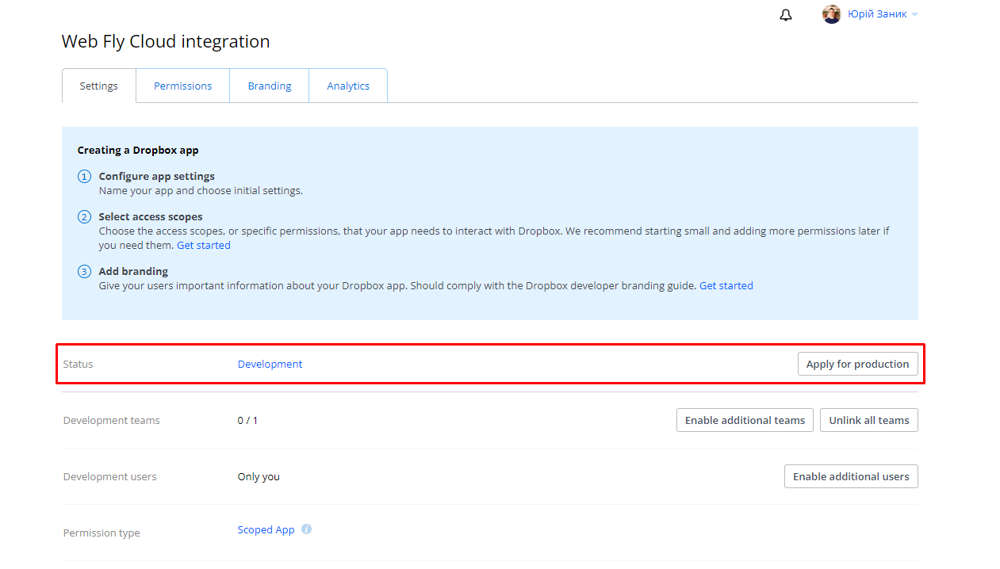 Юрій Заник
Web Fly Cloud integration
Settings Permissions Branding Analytics
Creating a Dropbox app
1 Configure app settings
Name your app and choose initial settings.
2 Select access scopes
Choose the access scopes, or specific permissions, that your app needs to interact with Dropbox. We recommend starting small and adding more permissions later if
you need them. Get started
3 Add branding
Give your users important information about your Dropbox app. Should comply with the Dropbox developer branding guide. Get started
Status Development Apply for production
Development teams 0 / 1 Enable additional teams Unlink all teams
Development users Only you Enable additional users
Permission type Scoped App i